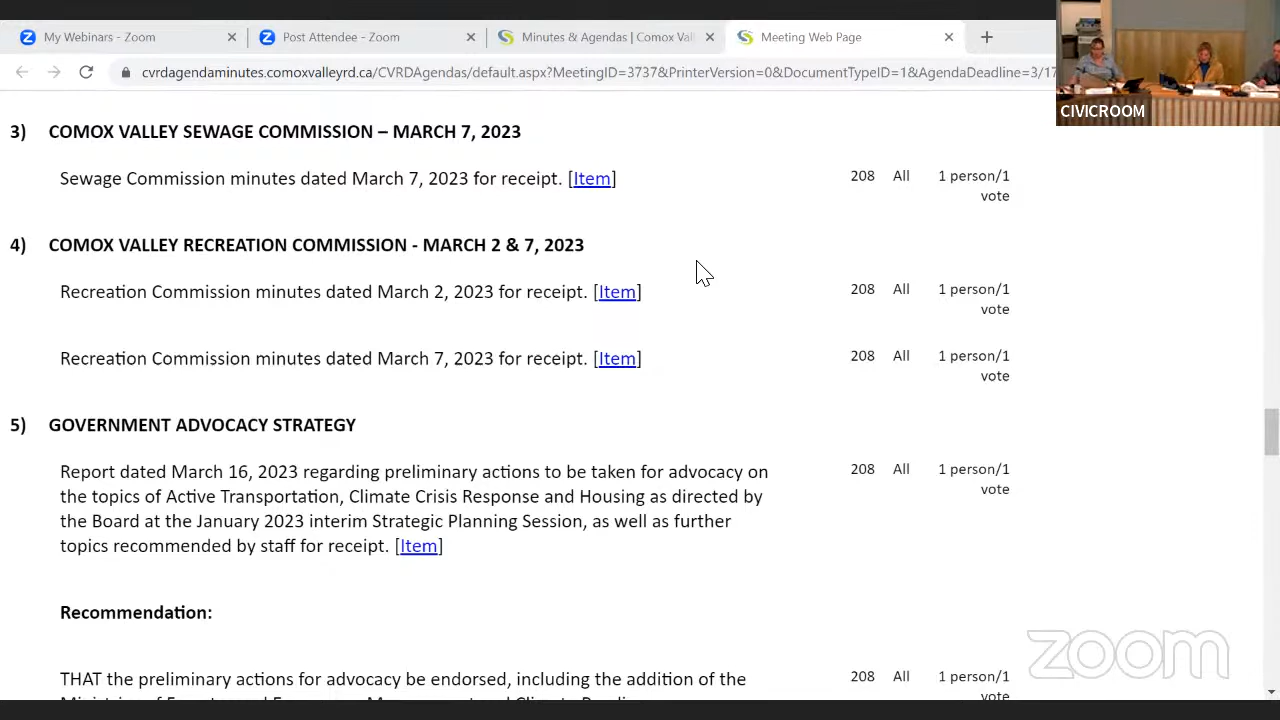 My Webinars - Zoom
Post Attendee - Zoom
Minutes & Agendas | Comox Val
Meeting Web Page
cvrdagendaminutes.comoxvalleyrd.ca/CVRDAgendas/default.aspx?MeetingID=3737&PrinterVersion=0&DocumentTypeID=1&AgendaDeadline=3/17
CIVICROOM
3) COMOX VALLEY SEWAGE COMMISSION – MARCH 7, 2023
Sewage Commission minutes dated March 7, 2023 for receipt. [Item] 208 All 1 person/1
vote
4) COMOX VALLEY RECREATION COMMISSION - MARCH 2 & 7, 2023
Recreation Commission minutes dated March 2, 2023 for receipt. [Item] 208 All 1 person/1
vote
Recreation Commission minutes dated March 7, 2023 for receipt. [Item] 208 All 1 person/1
vote
5) GOVERNMENT ADVOCACY STRATEGY
Report dated March 16, 2023 regarding preliminary actions to be taken for advocacy on 208 All 1 person/1
the topics of Active Transportation, Climate Crisis Response and Housing as directed by vote
the Board at the January 2023 interim Strategic Planning Session, as well as further
topics recommended by staff for receipt. [Item]
Recommendation:
THAT the preliminary actions for advocacy be endorsed, including the addition of the 208 All 1 person/1
vote
zoom